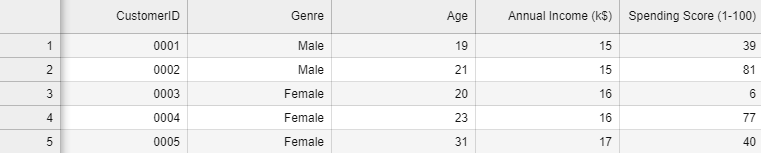 CustomerID Genre Age Annual Income (k$) Spending Score (1-100)
1 0001 Male 19 15 39
2 0002 Male 21 15 81
3 0003 Female 20 16 6
4 0004 Female 23 16 77
5 0005 Female 31 17 40